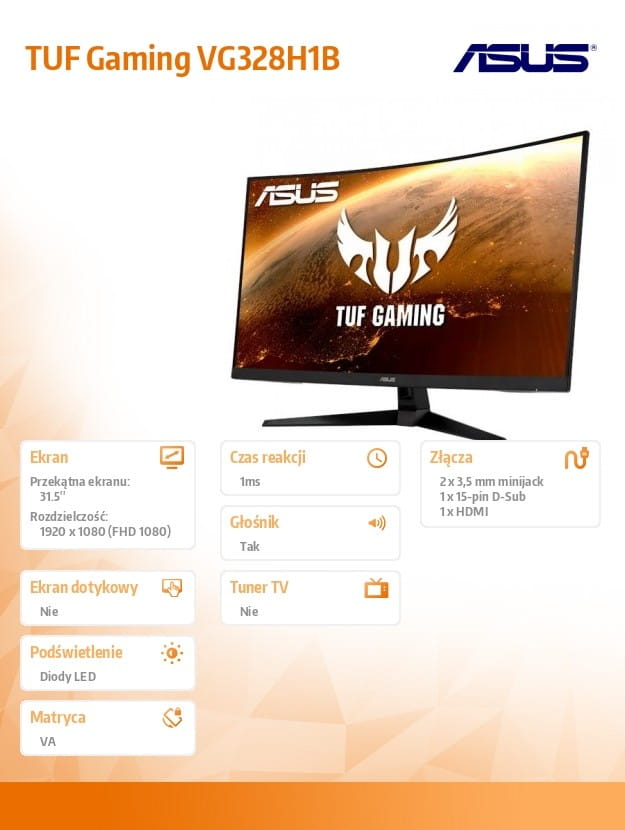 TUF Gaming VG328H1B
ASUS®
ASUS
TUF GAMING
ASUS
Ekran
Przekątna ekranu:
31.5"
Rozdzielczość:
1920 x 1080 (FHD 1080)
Czas reakcji
1ms
Złącza
2 x 3,5 mm minijack
1 x 15-pin D-Sub
1 x HDMI
Głośnik
Tak
Ekran dotykowy
Nie
Tuner TV
Nie
Podświetlenie
Diody LED
Matryca
VA